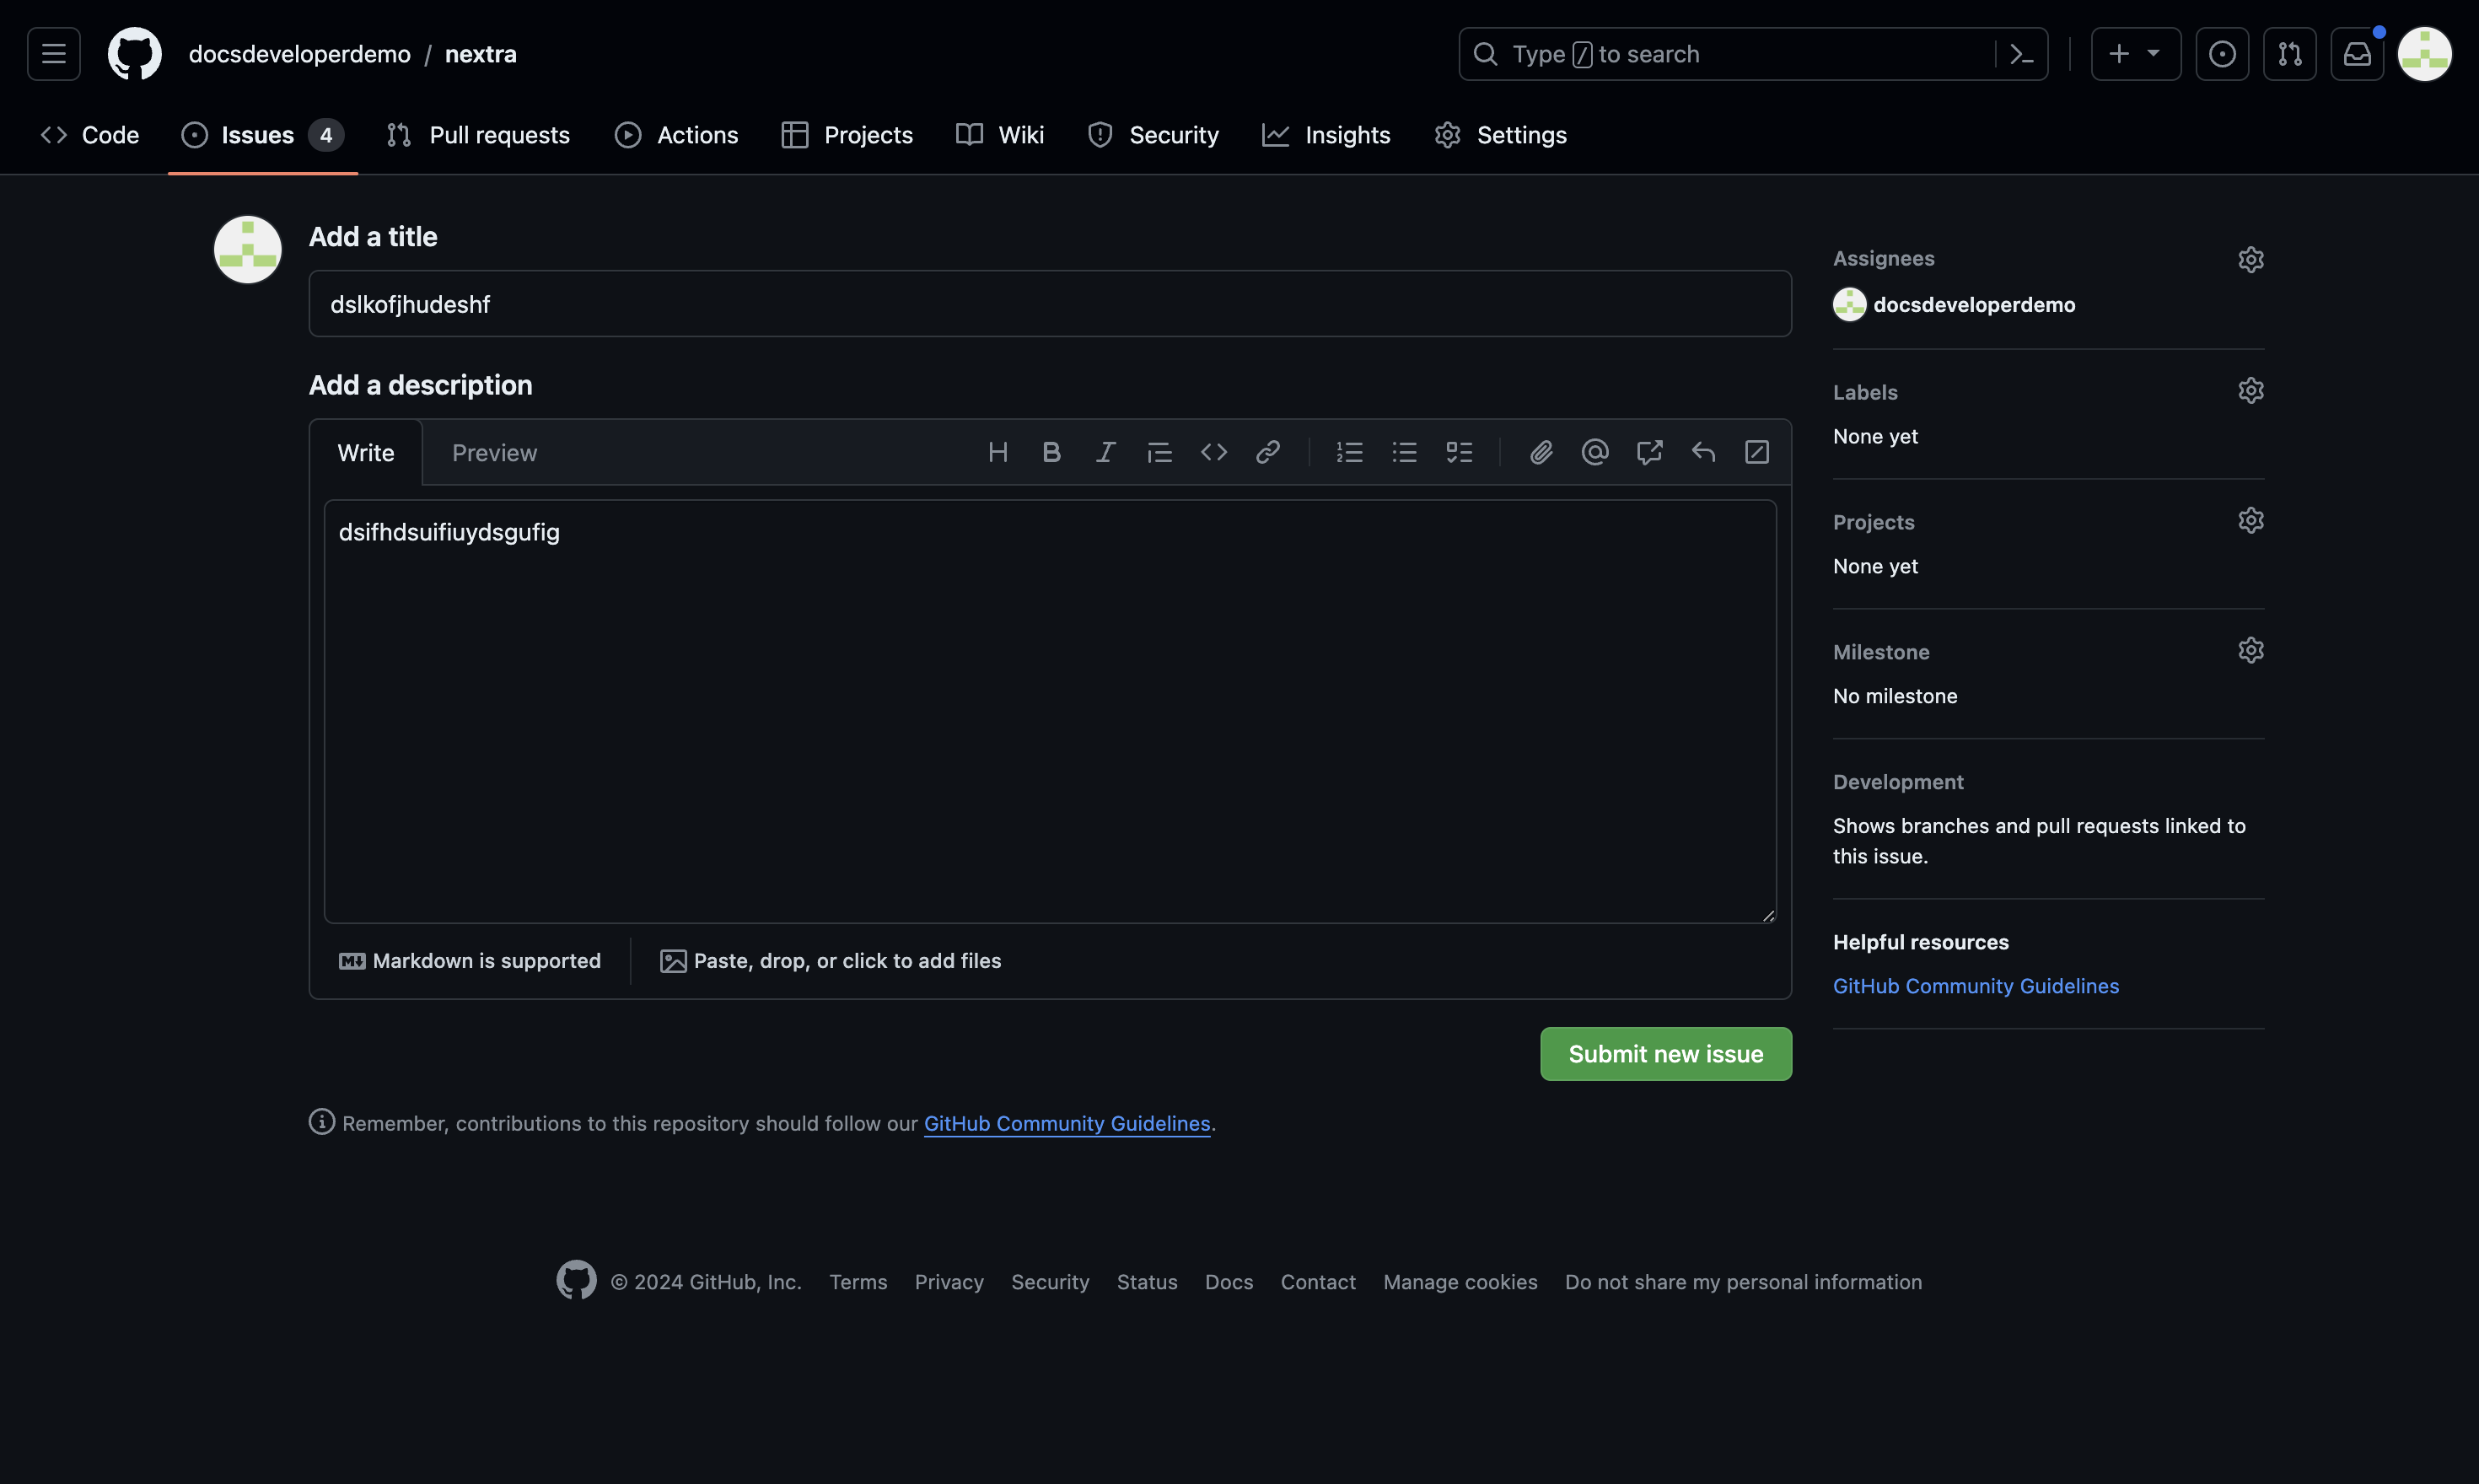 docsdeveloperdemo / nextra
Type / to search
Code
Issues 4
Pull requests
Actions
Projects
Wiki
Security
Insights
Settings
Add a title
dslkofjhudeshf
Add a description
Write
Preview
dsifhdsuifiuydsgufig
Markdown is supported
Paste, drop, or click to add files
Submit new issue
Remember, contributions to this repository should follow our GitHub Community Guidelines.
Assignees
docsdeveloperdemo
Labels
None yet
Projects
None yet
Milestone
No milestone
Development
Shows branches and pull requests linked to
this issue.
Helpful resources
GitHub Community Guidelines
© 2024 GitHub, Inc.
Terms
Privacy
Security
Status
Docs
Contact
Manage cookies
Do not share my personal information